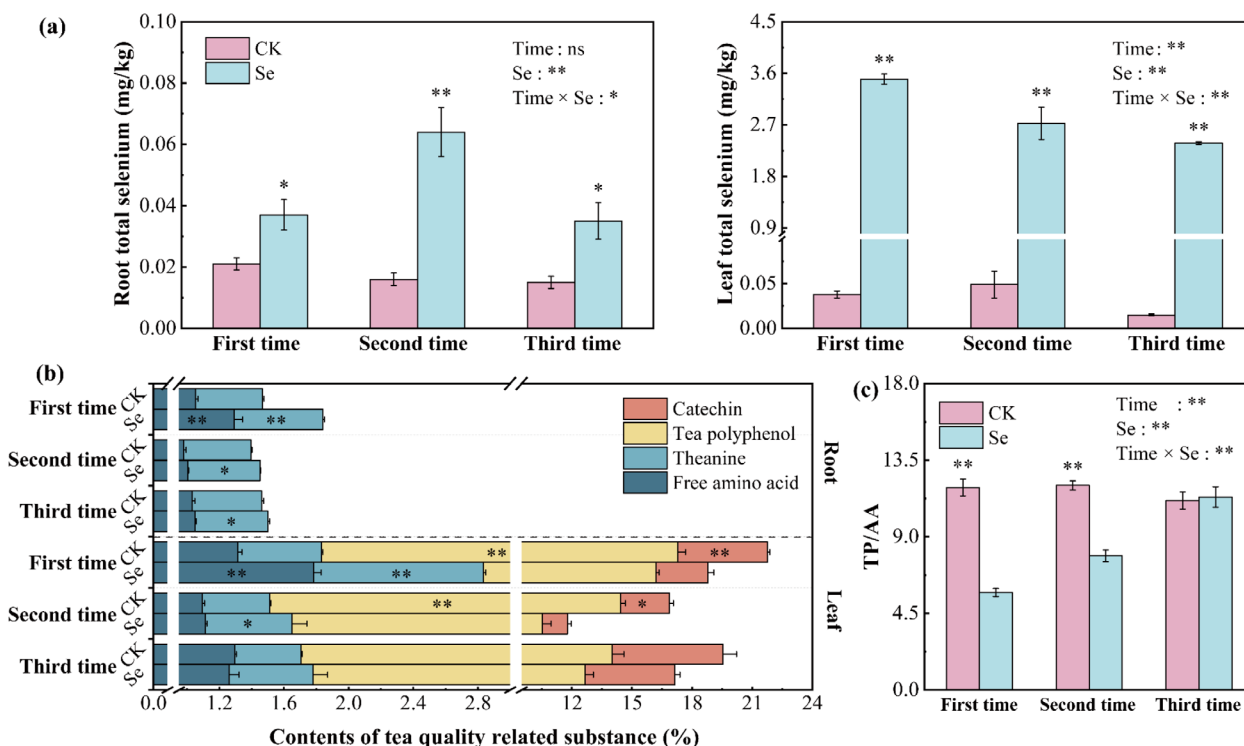 (a)
Root total selenium (mg/kg)
0.10
0.08
0.06
0.04
0.02
0.00
CK
Se
Time : ns
Se : **
Time × Se : *
*
**
*
First time
Second time
Third time
Leaf total selenium (mg/kg)
4.5
3.6
2.7
1.8
0.9
0.05
0.00
Time : **
Se : **
Time × Se : **
**
**
**
First time
Second time
Third time
(b)
First time
CK
Se
** **
Second time
CK
Se
*
Third time
CK
Se
*
First time
CK
Se
** **
** **
Second time
CK
Se
** *
*
Third time
CK
Se
Catechin
Tea polyphenol
Theanine
Free amino acid
Root
Leaf
0.0 1.2 1.6 2.0 2.4 2.8 12 15 18 21 24
Contents of tea quality related substance (%)
(c)
TP/AA
18.0
13.5
9.0
4.5
0.0
CK
Se
Time : **
Se : **
Time × Se : **
**
**
First time
Second time
Third time